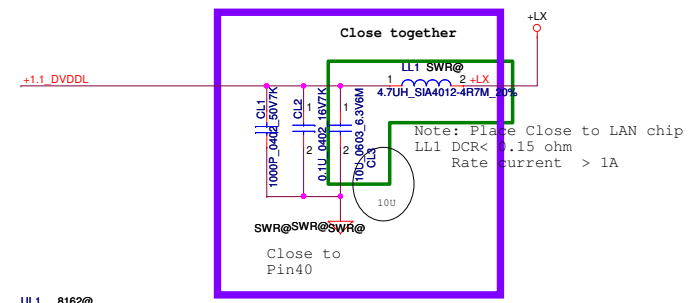 +LX
Close together
LL1 SWR@
+1.1_DVDDL
1 2 +LX
4.7UH_SIA4012-4R7M_20%
CL1
1000P_0402_50V7K
CL2
1
2
0.1U_0402_16V7K
1
2
10U_0603_6.3V6M
CL3
Note: Place Close to LAN chip
LL1 DCR< 0.15 ohm
Rate current > 1A
10U
SWR@ SWR@ SWR@
Close to
Pin40
UL1 8162@